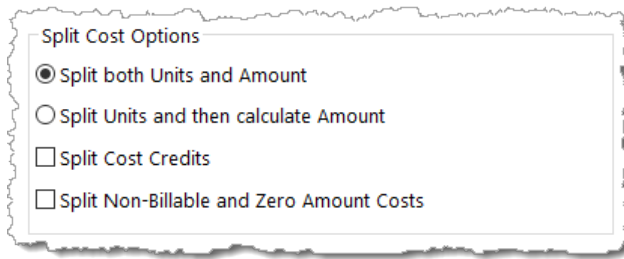 Split Cost Options
Split both Units and Amount
Split Units and then calculate Amount
Split Cost Credits
Split Non-Billable and Zero Amount Costs